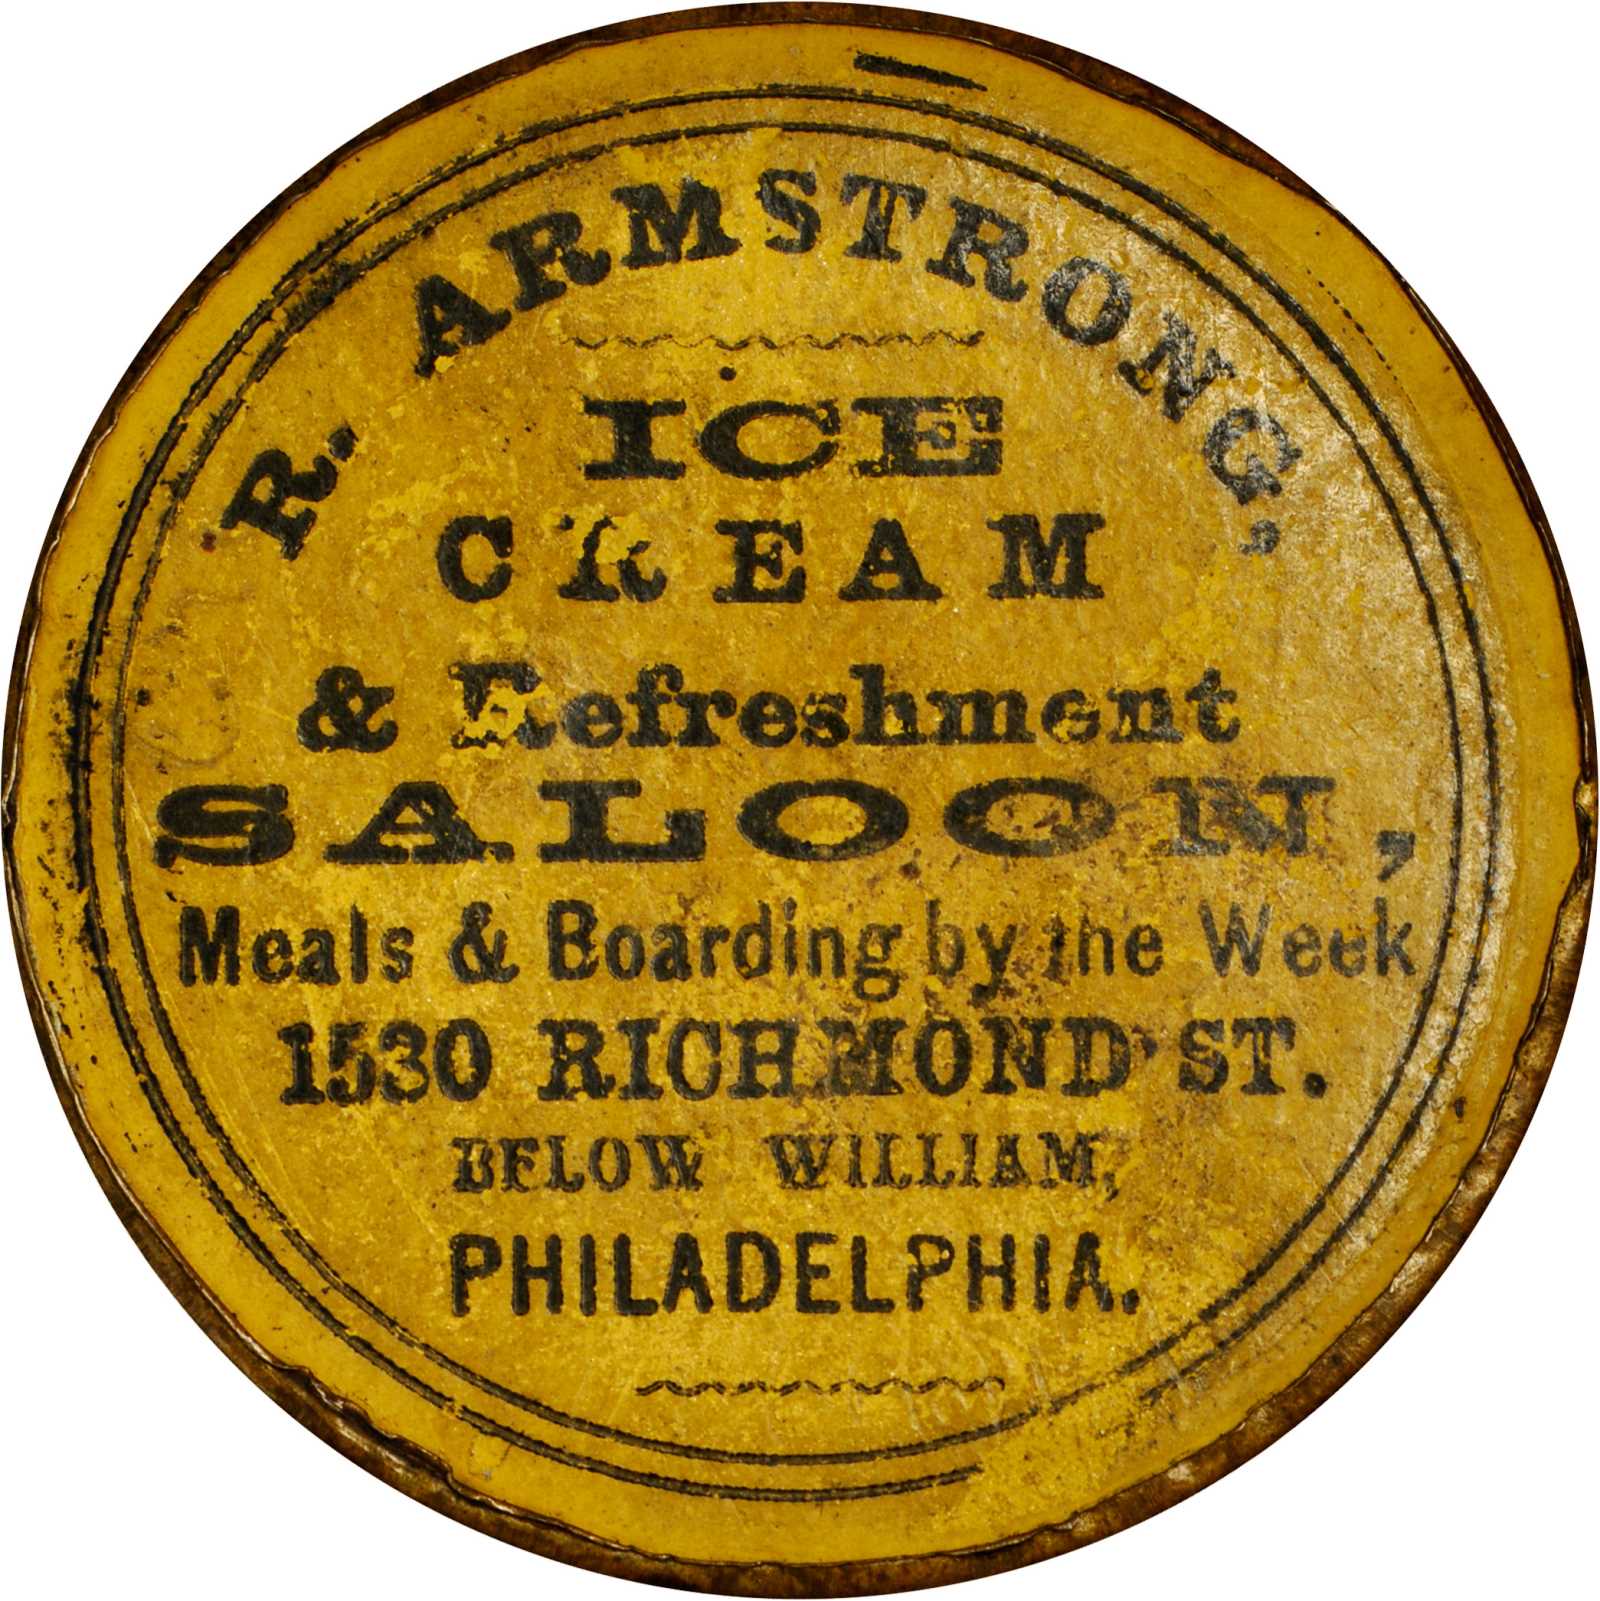 R. ARMSTRONG,
ICE
CREAM
& Refreshment
SALOON,
Meals & Boarding by the Week
1530 RICHMOND ST.
BELOW WILLIAM,
PHILADELPHIA.